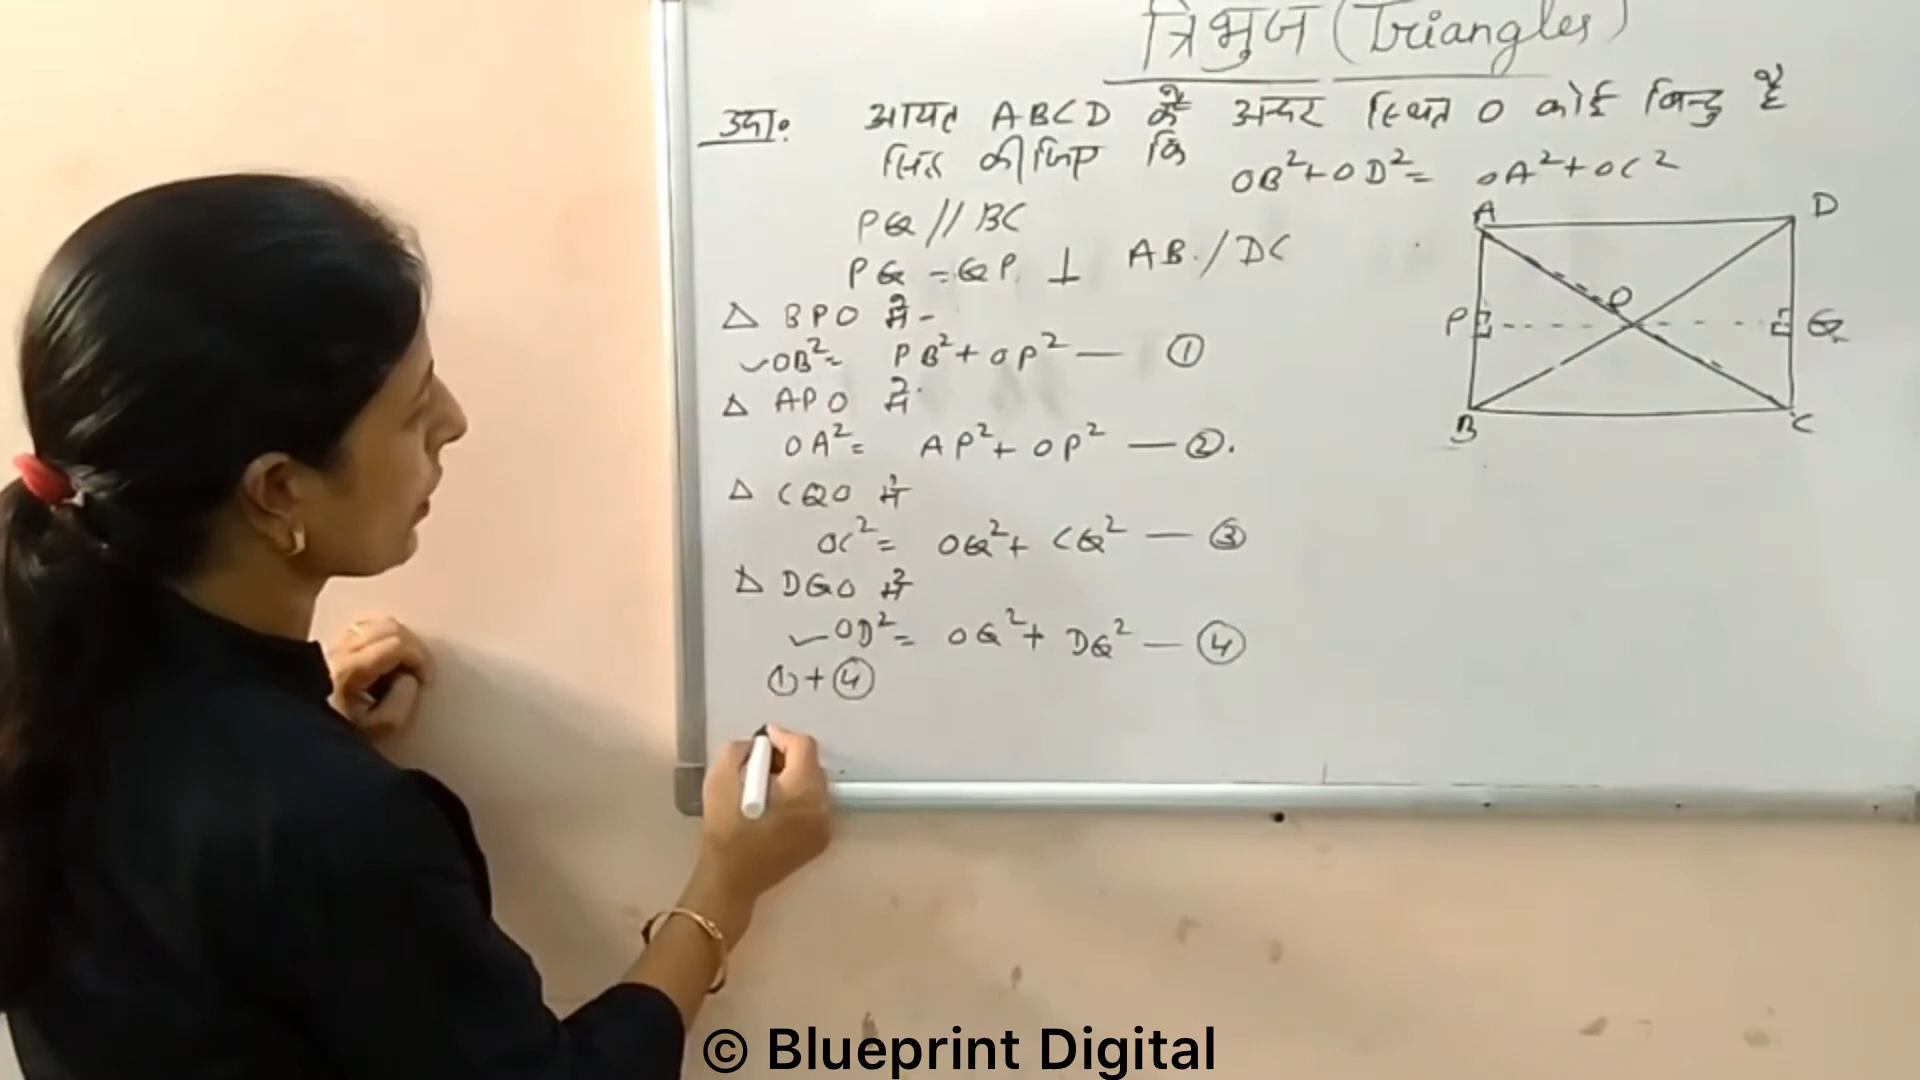 त्रिभुज (Triangles)
उदा: आयत ABCD के अन्दर स्थित O कोई बिन्दु है
सिद्ध कीजिए कि OB²+OD²= OA²+OC²
PQ // BC
PQ = QP ⊥ AB / DC
△ BPO में -
✓OB²= PB²+OP² — ①
△ APO में
OA²= AP²+OP² — ②.
△ CQO में
OC²= OQ²+CQ² — ③
△ DQO में
✓OD²= OQ²+DQ² — ④
①+④
A D
O
P Q
B C
© Blueprint Digital